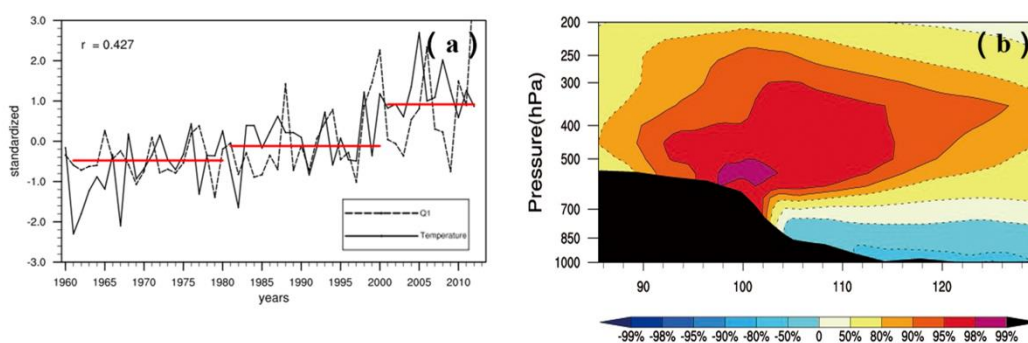 3.0
r = 0.427
( a )
2.0
1.0
0.0
-1.0
-2.0
-3.0
standardized
Q1
Temperature
1960 1965 1970 1975 1980 1985 1990 1995 2000 2005 2010
years
200
( b )
250
300
400
500
700
850
1000
Pressure(hPa)
90 100 110 120
-99% -98% -95% -90% -80% -50% 0 50% 80% 90% 95% 98% 99%